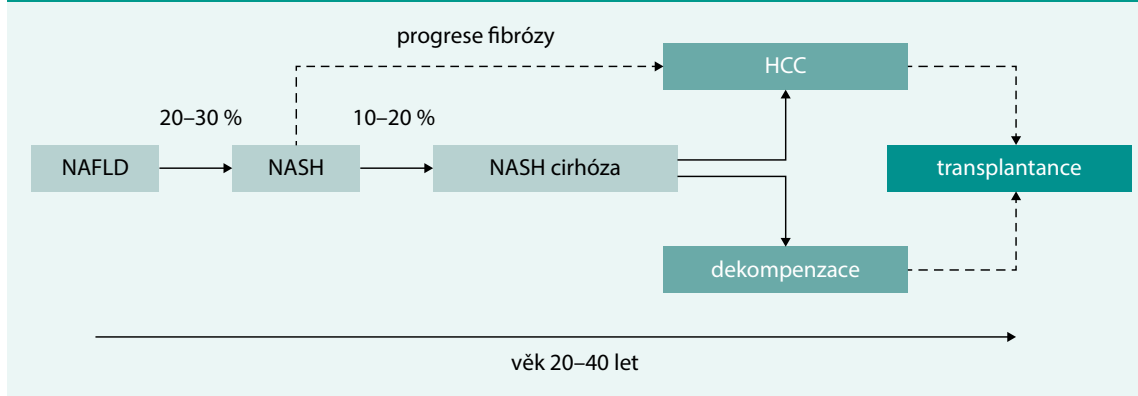 progrese fibrózy
HCC
20–30 %
10–20 %
NAFLD
NASH
NASH cirhóza
transplantance
dekompenzace
věk 20–40 let